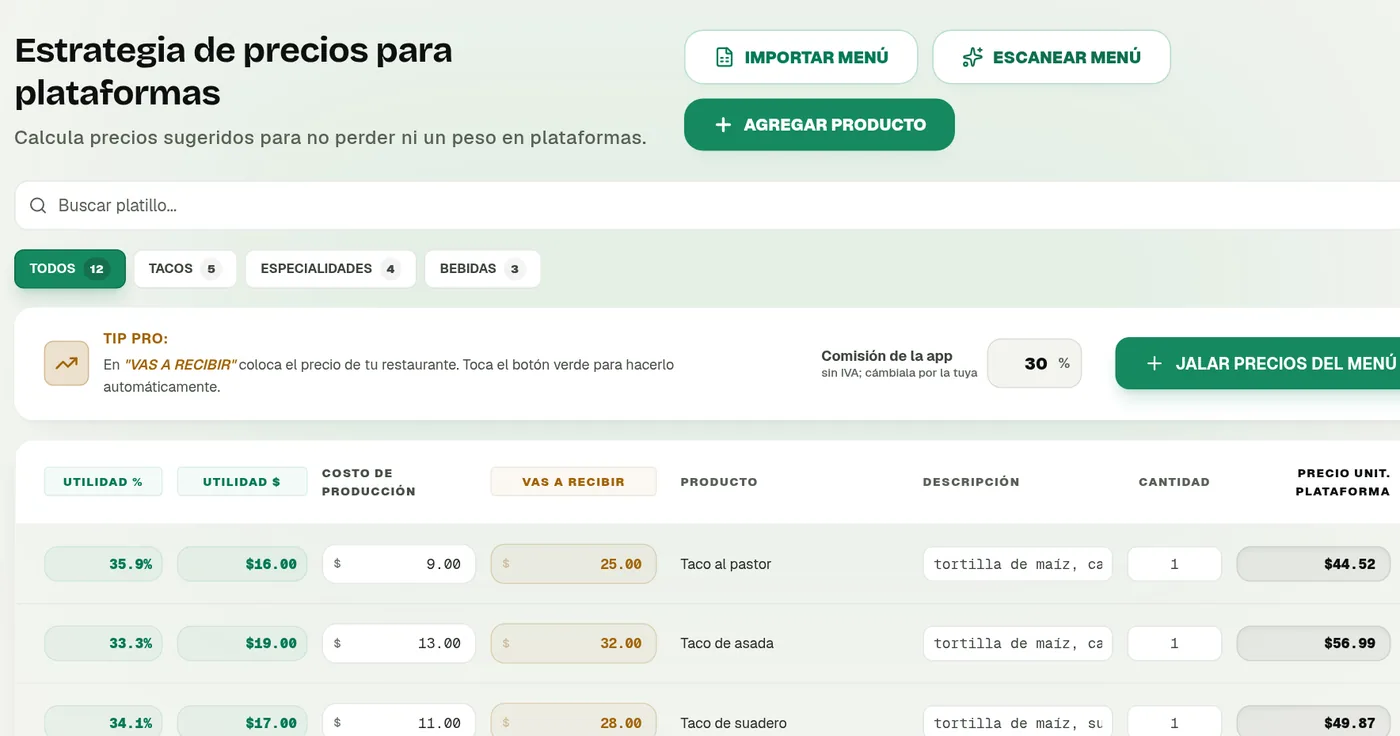 Estrategia de precios para
plataformas
Calcula precios sugeridos para no perder ni un peso en plataformas.
IMPORTAR MENÚ
ESCANEAR MENÚ
AGREGAR PRODUCTO
Buscar platillo...
TODOS 12
TACOS 5
ESPECIALIDADES 4
BEBIDAS 3
TIP PRO:
En "VAS A RECIBIR" coloca el precio de tu restaurante. Toca el botón verde para hacerlo
automáticamente.
Comisión de la app
sin IVA; cámbiala por la tuya
30 %
JALAR PRECIOS DEL MENÚ
UTILIDAD % UTILIDAD $ COSTO DE PRODUCCIÓN VAS A RECIBIR PRODUCTO DESCRIPCIÓN CANTIDAD PRECIO UNIT. PLATAFORMA
35.9% $16.00 $ 9.00 $ 25.00 Taco al pastor tortilla de maíz, ca 1 $44.52
33.3% $19.00 $ 13.00 $ 32.00 Taco de asada tortilla de maíz, ca 1 $56.99
34.1% $17.00 $ 11.00 $ 28.00 Taco de suadero tortilla de maíz, su 1 $49.87